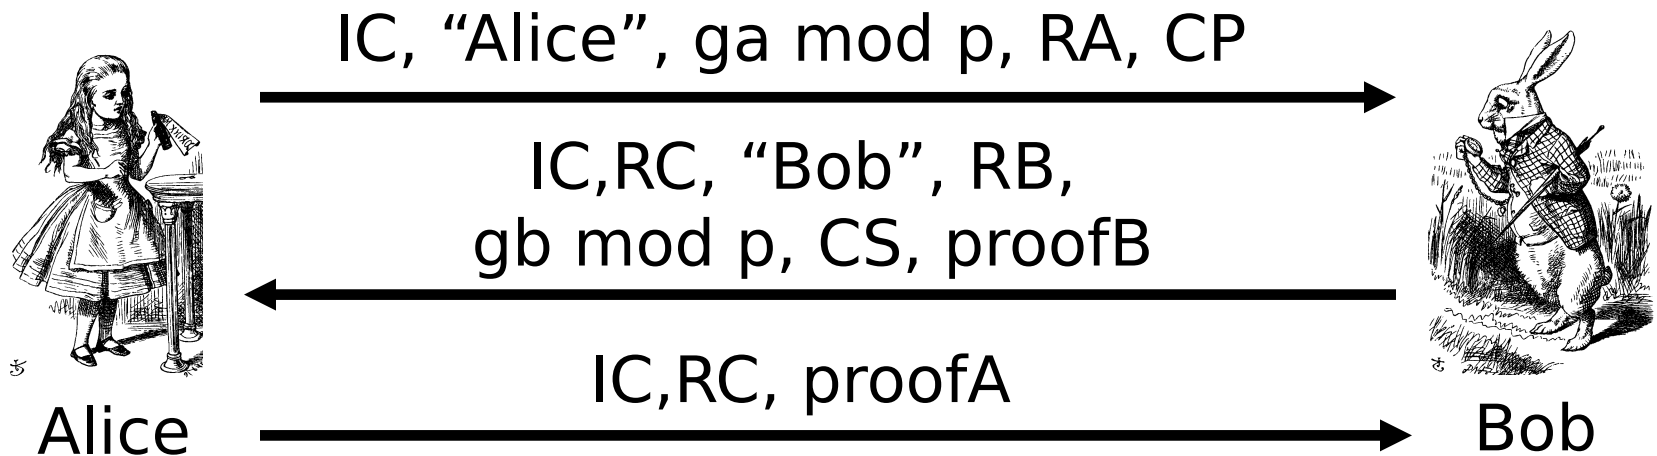 IC, “Alice”, ga mod p, RA, CP
IC,RC, “Bob”, RB,
gb mod p, CS, proofB
IC,RC, proofA
Alice
Bob